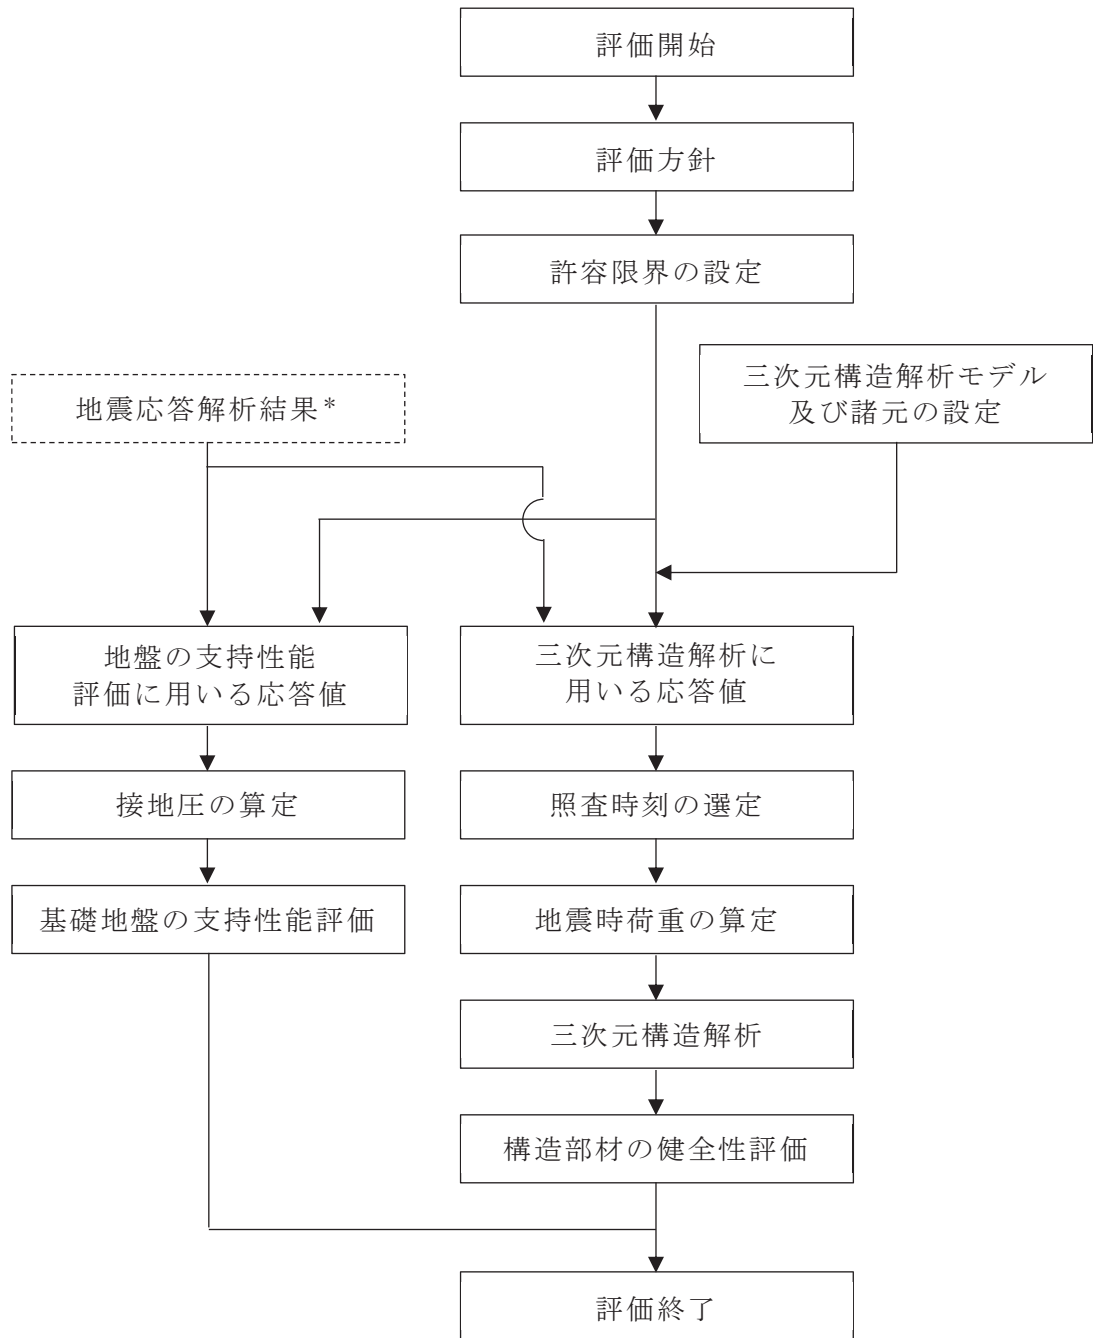 評価開始
評価方針
許容限界の設定
三次元構造解析モデル
及び諸元の設定
地震応答解析結果*
地盤の支持性能
評価に用いる応答値
三次元構造解析に
用いる応答値
接地圧の算定
照査時刻の選定
基礎地盤の支持性能評価
地震時荷重の算定
三次元構造解析
構造部材の健全性評価
評価終了